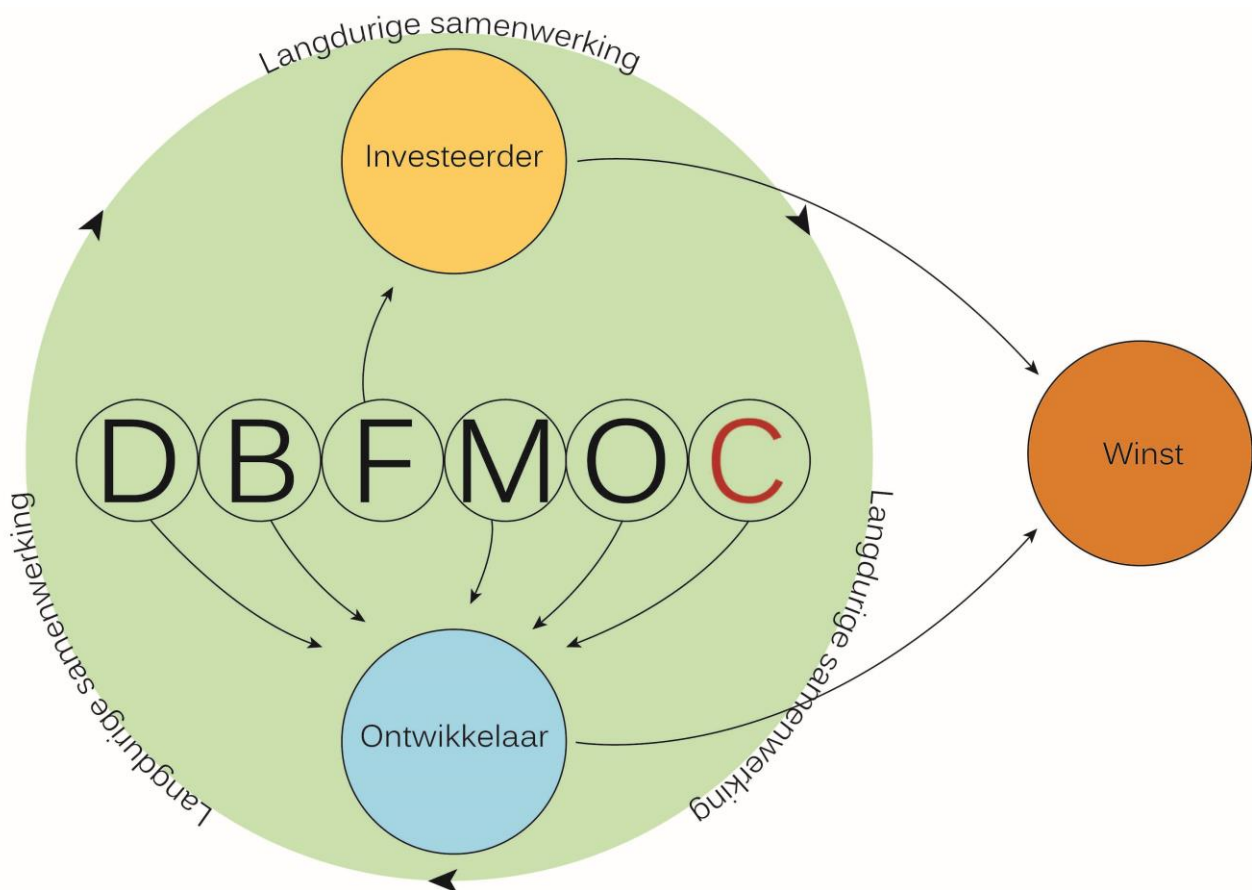 Langdurige samenwerking
Investeerder
D B F M O C
Winst
Langdurige samenwerking
Langdurige samenwerking
Ontwikkelaar